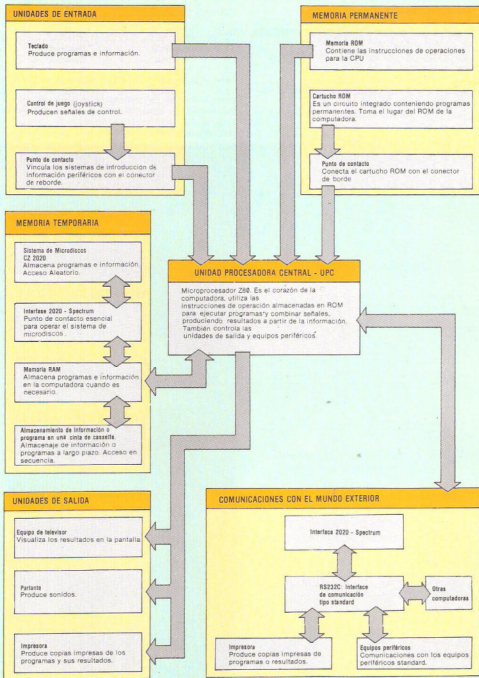 UNIDADES DE ENTRADA
Teclado
Produce programas e información.
Control de juego (joystick)
Producen señales de control.
Punto de contacto
Vincula los sistemas de introducción de
información periféricos con el conector
de reborde.
MEMORIA PERMANENTE
Memoria ROM
Contiene las instrucciones de operaciones
para la CPU
Cartucho ROM
Es un circuito integrado conteniendo programas
permanentes. Toma el lugar del ROM de la
computadora.
Punto de contacto
Conecta el cartucho ROM con el conector
de borde
MEMORIA TEMPORARIA
Sistema de Microdiscos
CZ 2020
Almacena programas e información.
Acceso Aleatorio.
Interfase 2020 - Spectrum
Punto de contacto esencial
para operar el sistema de
microdiscos.
Memoria RAM
Almacena programas e información
en la computadora cuando es
necesario.
Almacenamiento de información o
programa en una cinta de cassette.
Almacenaje de información o
programas a largo plazo. Acceso en
secuencia.
UNIDAD PROCESADORA CENTRAL - UPC
Microprocesador Z80. Es el corazón de la
computadora, utiliza las
instrucciones de operación almacenadas en ROM
para ejecutar programas y combinar señales,
produciendo resultados a partir de la información.
También controla las
unidades de salida y equipos periféricos.
UNIDADES DE SALIDA
Equipo de televisor
Visualiza los resultados en la pantalla.
Parlante
Produce sonidos.
Impresora
Produce copias impresas de los
programas y sus resultados.
COMUNICACIONES CON EL MUNDO EXTERIOR
Interface 2020 - Spectrum
RS232C: Interface
de comunicación
tipo standard
Otras
computadoras
Impresora
Produce copias impresas de
programas o resultados.
Equipos periféricos
Comunicaciones con los equipos
periféricos standard.